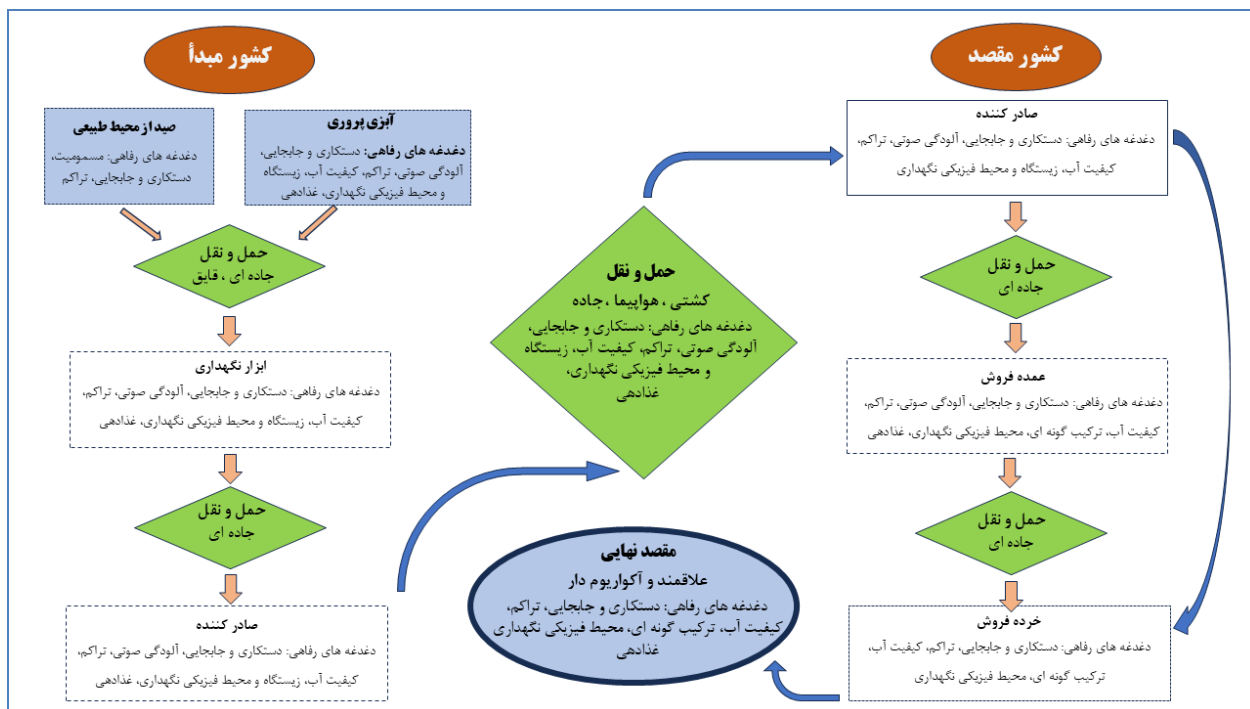 کشور مبدأ
صید از محیط طبیعی
دغدغه های رفاهی: مسمومیت،
دستکاری و جابجایی، تراکم
آبزی پروری
دغدغه های رفاهی: دستکاری و جابجایی،
آلودگی صوتی، تراکم، کیفیت آب، زیستگاه
و محیط فیزیکی نگهداری، غذادهی
حمل و نقل
جاده ای ، قایق
ابزار نگهداری
دغدغه های رفاهی: دستکاری و جابجایی، آلودگی صوتی، تراکم،
کیفیت آب، زیستگاه و محیط فیزیکی نگهداری، غذادهی
حمل و نقل
جاده ای
صادر کننده
دغدغه های رفاهی: دستکاری و جابجایی، آلودگی صوتی، تراکم،
کیفیت آب، زیستگاه و محیط فیزیکی نگهداری، غذادهی
حمل و نقل
کشتی ، هواپیما ، جاده
دغدغه های رفاهی: دستکاری و جابجایی،
آلودگی صوتی، تراکم، کیفیت آب، زیستگاه
و محیط فیزیکی نگهداری،
غذادهی
کشور مقصد
صادر کننده
دغدغه های رفاهی: دستکاری و جابجایی، آلودگی صوتی، تراکم،
کیفیت آب، زیستگاه و محیط فیزیکی نگهداری
حمل و نقل
جاده ای
عمده فروش
دغدغه های رفاهی: دستکاری و جابجایی، آلودگی صوتی، تراکم،
کیفیت آب، ترکیب گونه ای، محیط فیزیکی نگهداری، غذادهی
حمل و نقل
جاده ای
خرده فروش
دغدغه های رفاهی: دستکاری و جابجایی، تراکم، کیفیت آب،
ترکیب گونه ای، محیط فیزیکی نگهداری
مقصد نهایی
علاقمند و آکواریوم دار
دغدغه های رفاهی: دستکاری و جابجایی، تراکم،
کیفیت آب، ترکیب گونه ای، محیط فیزیکی نگهداری
غذادهی